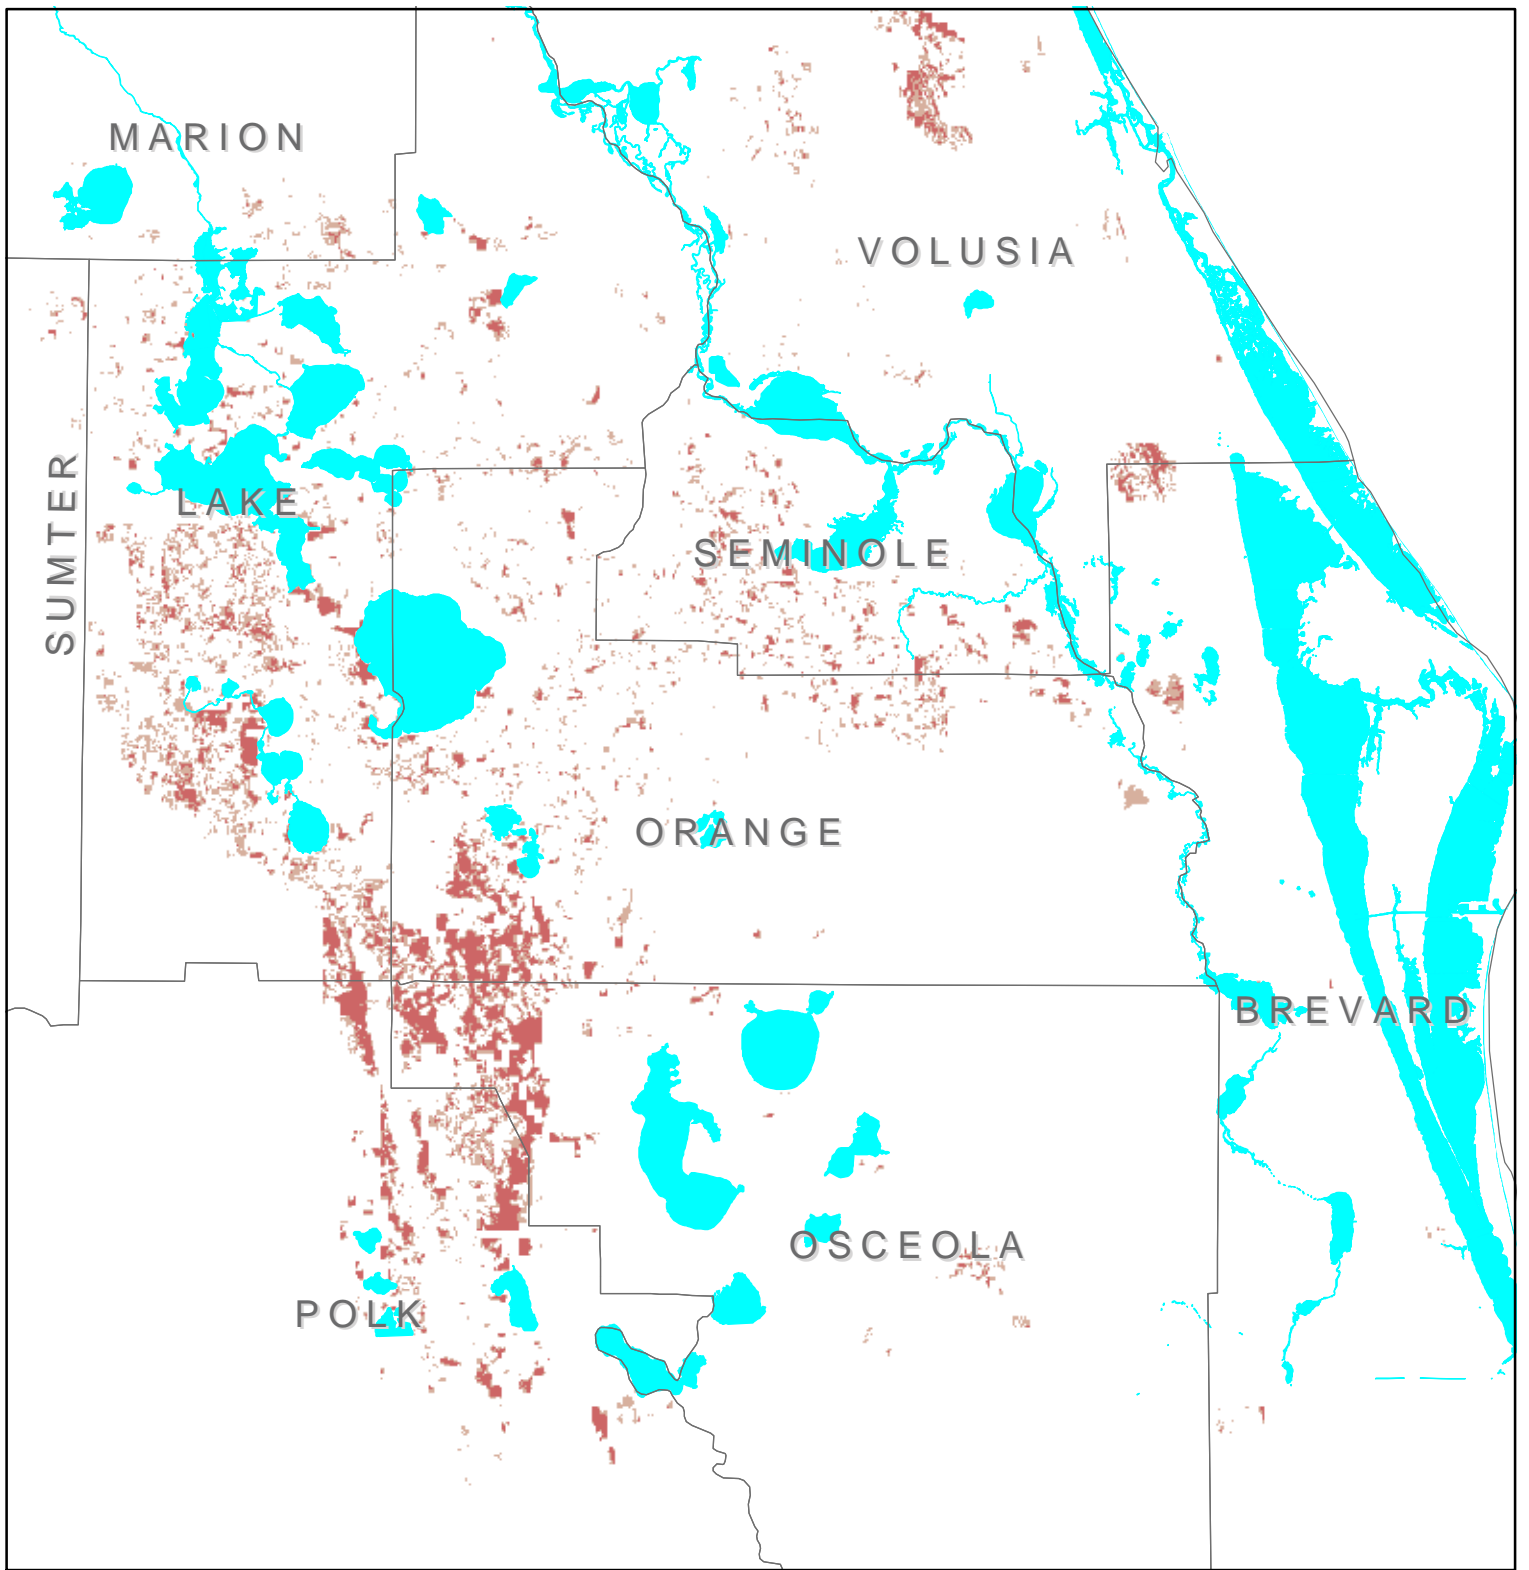 MARION
VOLUSIA
SUMTER
LAKE
SEMINOLE
ORANGE
BREVARD
OSCEOLA
POLK